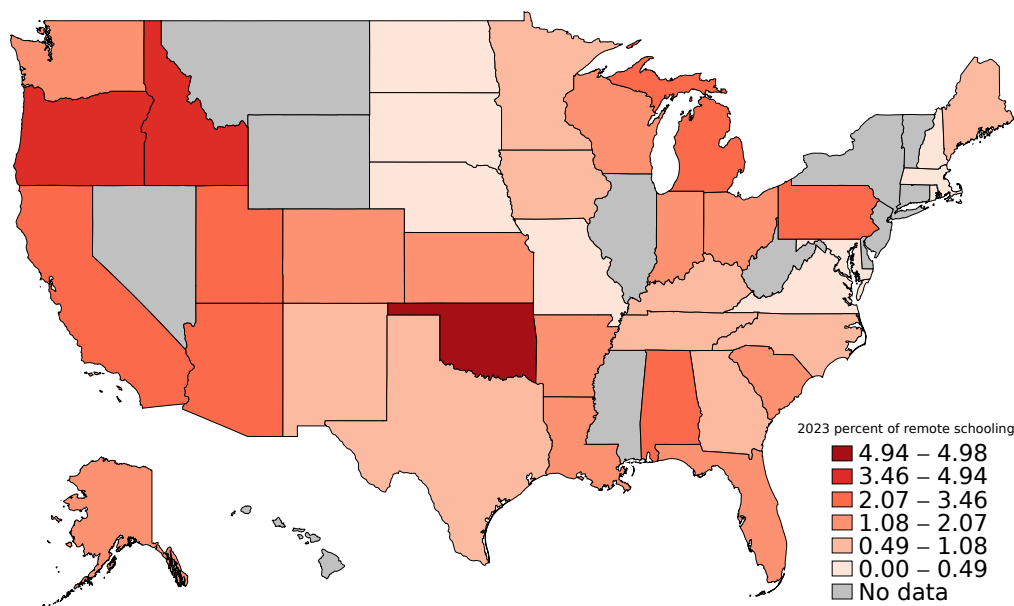 2023 percent of remote schooling
4.94 – 4.98
3.46 – 4.94
2.07 – 3.46
1.08 – 2.07
0.49 – 1.08
0.00 – 0.49
No data